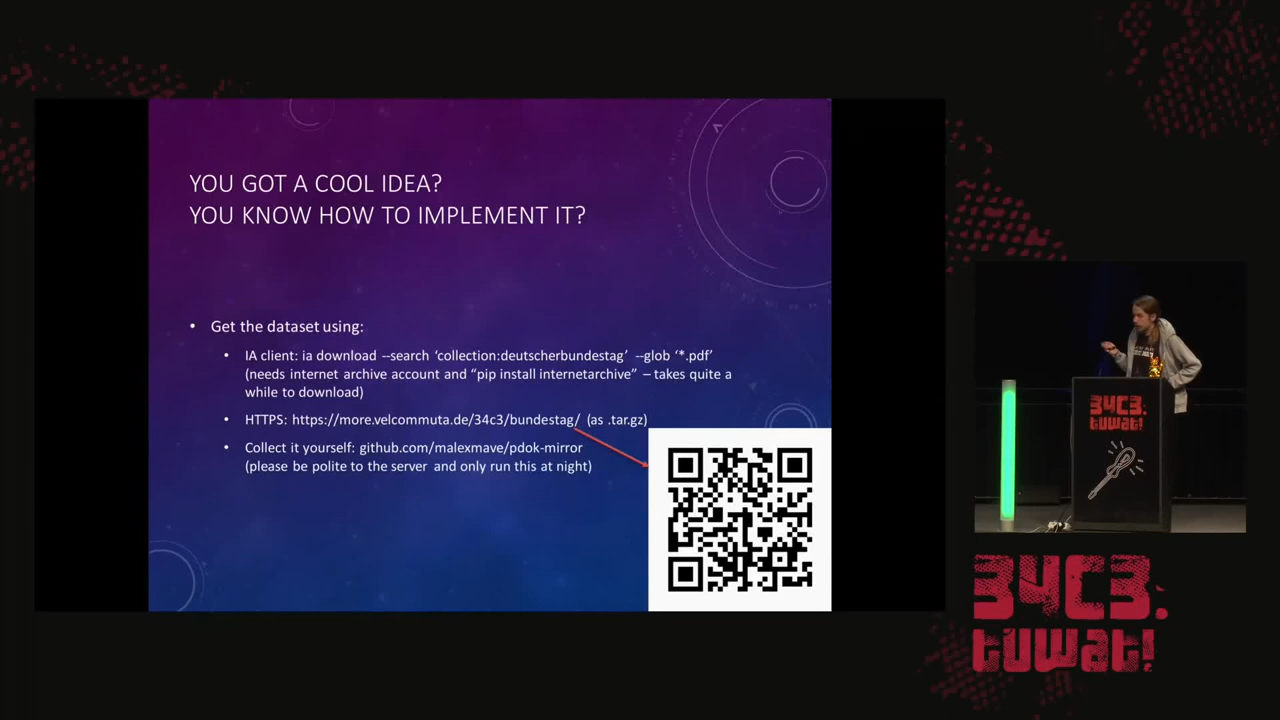 YOU GOT A COOL IDEA?
YOU KNOW HOW TO IMPLEMENT IT?
• Get the dataset using:
• IA client: ia download --search ‘collection:deutscherbundestag’ --glob ‘*.pdf’
(needs internet archive account and “pip install internetarchive” – takes quite a
while to download)
• HTTPS: https://more.velcommuta.de/34c3/bundestag/ (as .tar.gz)
• Collect it yourself: github.com/malexmave/pdok-mirror
(please be polite to the server and only run this at night)
34C3.
tuwat!
34C3.
tuwat!